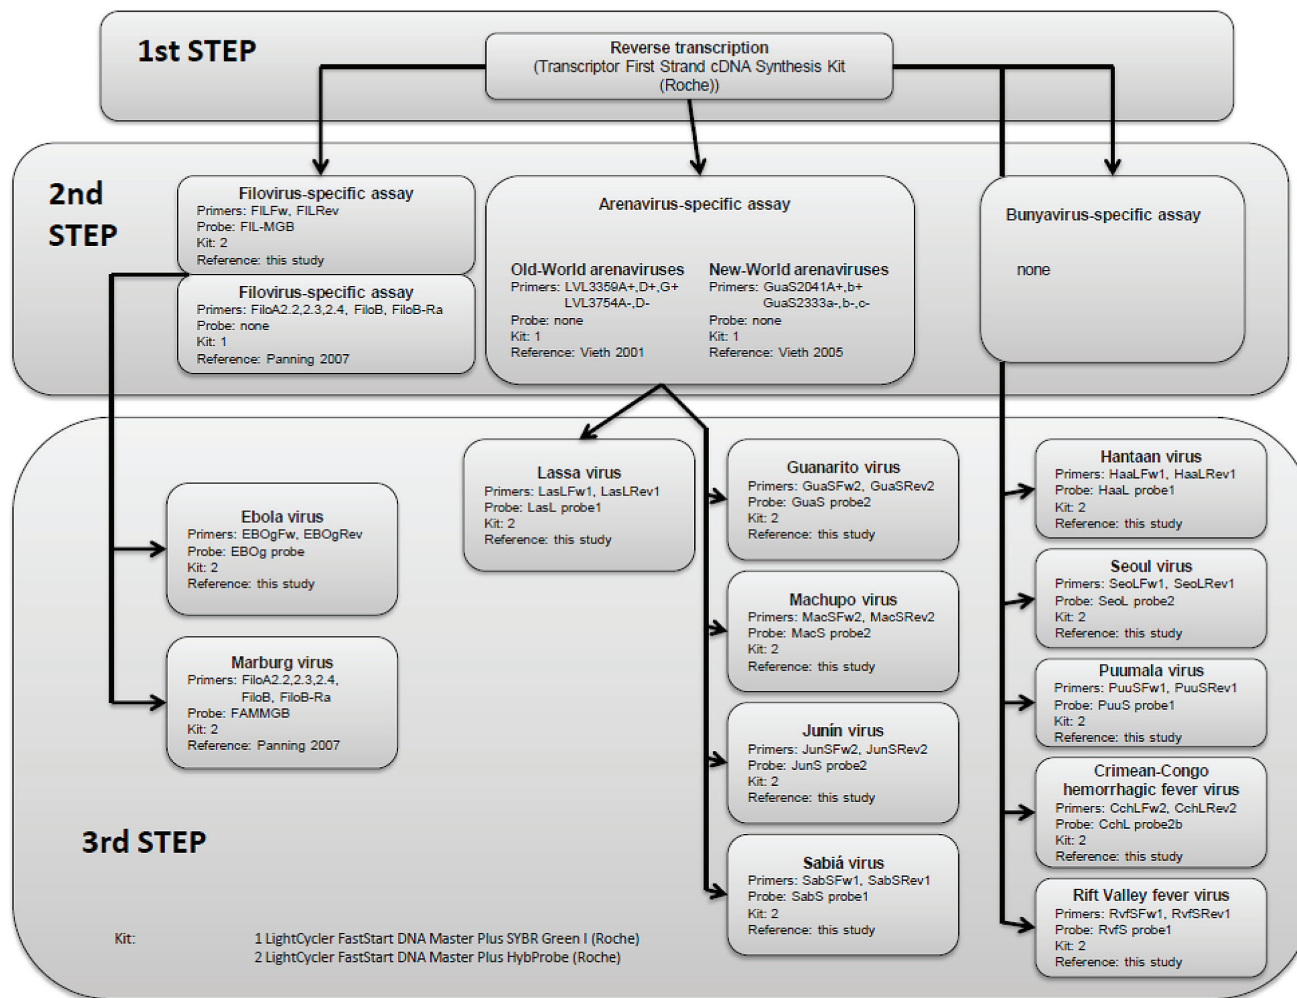 1st STEP
Reverse transcription
(Transcriptor First Strand cDNA Synthesis Kit
(Roche))
2nd
STEP
Filovirus-specific assay
Primers: FILFw, FILRev
Probe: FIL-MGB
Kit: 2
Reference: this study
Filovirus-specific assay
Primers: FiloA2.2,2.3,2.4, FiloB, FiloB-Ra
Probe: none
Kit: 1
Reference: Panning 2007
Arenavirus-specific assay
Old-World arenaviruses
Primers: LVL3359A+,D+,G+
LVL3754A-,D-
Probe: none
Kit: 1
Reference: Vieth 2001
New-World arenaviruses
Primers: GuaS2041A+,b+
GuaS2333a-,b-,c-
Probe: none
Kit: 1
Reference: Vieth 2005
Bunyavirus-specific assay
none
3rd STEP
Ebola virus
Primers: EBOgFw, EBOgRev
Probe: EBOg probe
Kit: 2
Reference: this study
Marburg virus
Primers: FiloA2.2,2.3,2.4,
FiloB, FiloB-Ra
Probe: FAMMGB
Kit: 2
Reference: Panning 2007
Lassa virus
Primers: LasLFw1, LasLRev1
Probe: LasL probe1
Kit: 2
Reference: this study
Guanarito virus
Primers: GuaSFw2, GuaSRev2
Probe: GuaS probe2
Kit: 2
Reference: this study
Machupo virus
Primers: MacSFw2, MacSRev2
Probe: MacS probe2
Kit: 2
Reference: this study
Junín virus
Primers: JunSFw2, JunSRev2
Probe: JunS probe2
Kit: 2
Reference: this study
Sabiá virus
Primers: SabSFw1, SabSRev1
Probe: SabS probe1
Kit: 2
Reference: this study
Hantaan virus
Primers: HaaLFw1, HaaLRev1
Probe: HaaL probe1
Kit: 2
Reference: this study
Seoul virus
Primers: SeoLFw1, SeoLRev1
Probe: SeoL probe2
Kit: 2
Reference: this study
Puumala virus
Primers: PuuSFw1, PuuSRev1
Probe: PuuS probe1
Kit: 2
Reference: this study
Crimean-Congo
hemorrhagic fever virus
Primers: CchLFw2, CchLRev2
Probe: CchL probe2b
Kit: 2
Reference: this study
Rift Valley fever virus
Primers: RvfSFw1, RvfSRev1
Probe: RvfS probe1
Kit: 2
Reference: this study
Kit: 1 LightCycler FastStart DNA Master Plus SYBR Green I (Roche)
2 LightCycler FastStart DNA Master Plus HybProbe (Roche)